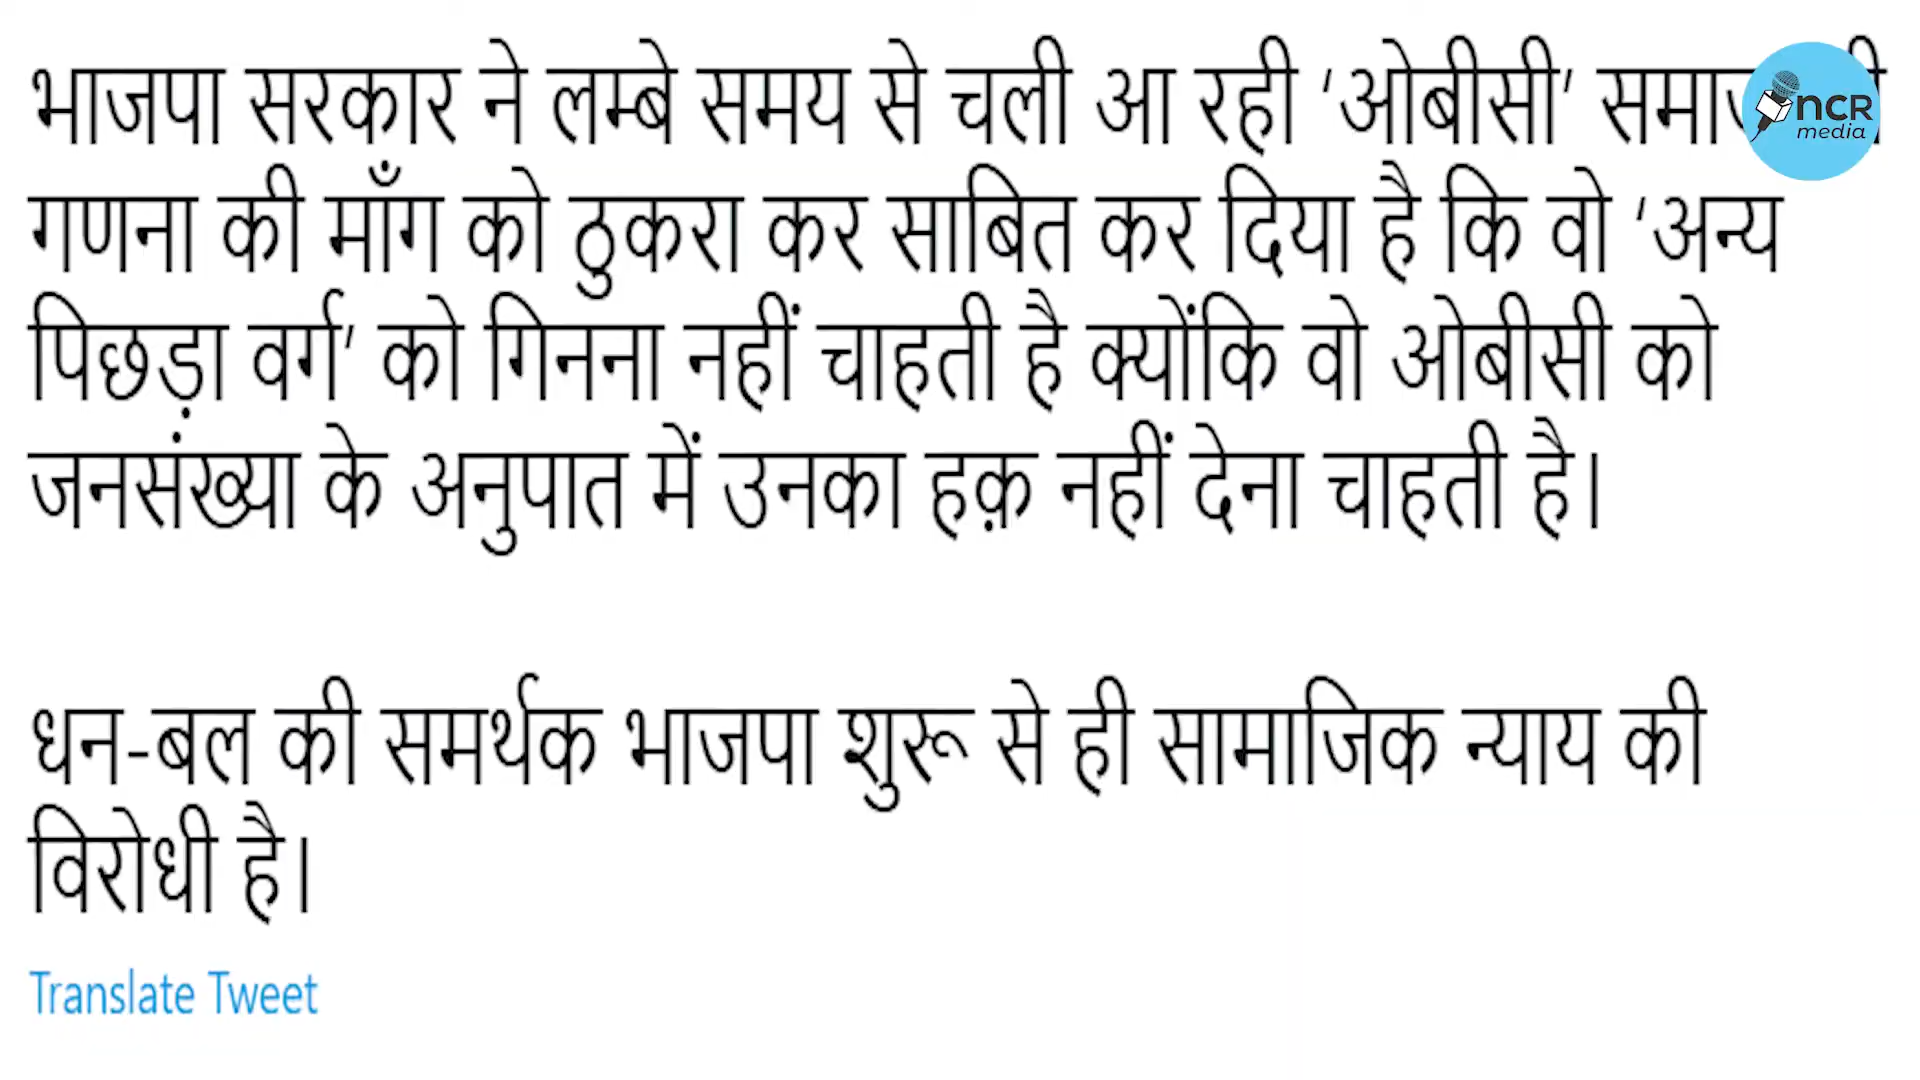 भाजपा सरकार ने लम्बे समय से चली आ रही ‘ओबीसी’
गणना की माँग को ठुकरा कर साबित कर दिया है कि वो ‘अन्य
पिछड़ा वर्ग’ को गिनना नहीं चाहती है क्योंकि वो ओबीसी को
जनसंख्या के अनुपात में उनका हक़ नहीं देना चाहती है।
धन-बल की समर्थक भाजपा शुरू से ही सामाजिक न्याय की
विरोधी है।
Translate Tweet
ncr
media